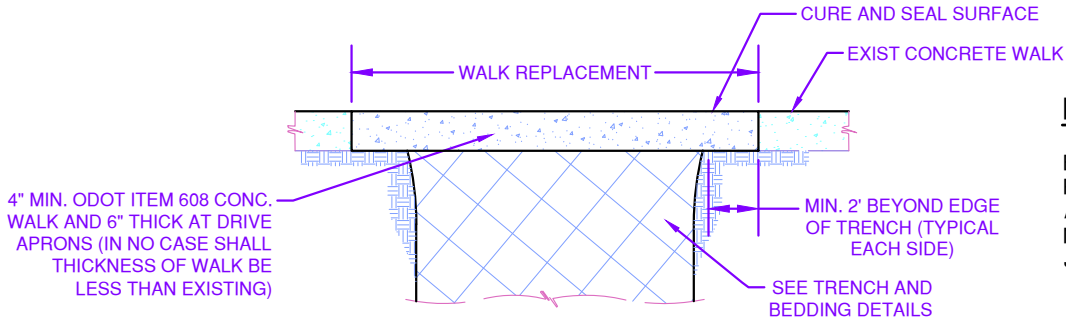 CURE AND SEAL SURFACE
EXIST CONCRETE WALK
WALK REPLACEMENT
4" MIN. ODOT ITEM 608 CONC.
WALK AND 6" THICK AT DRIVE
APRONS (IN NO CASE SHALL
THICKNESS OF WALK BE
LESS THAN EXISTING)
MIN. 2' BEYOND EDGE
OF TRENCH (TYPICAL
EACH SIDE)
SEE TRENCH AND
BEDDING DETAILS